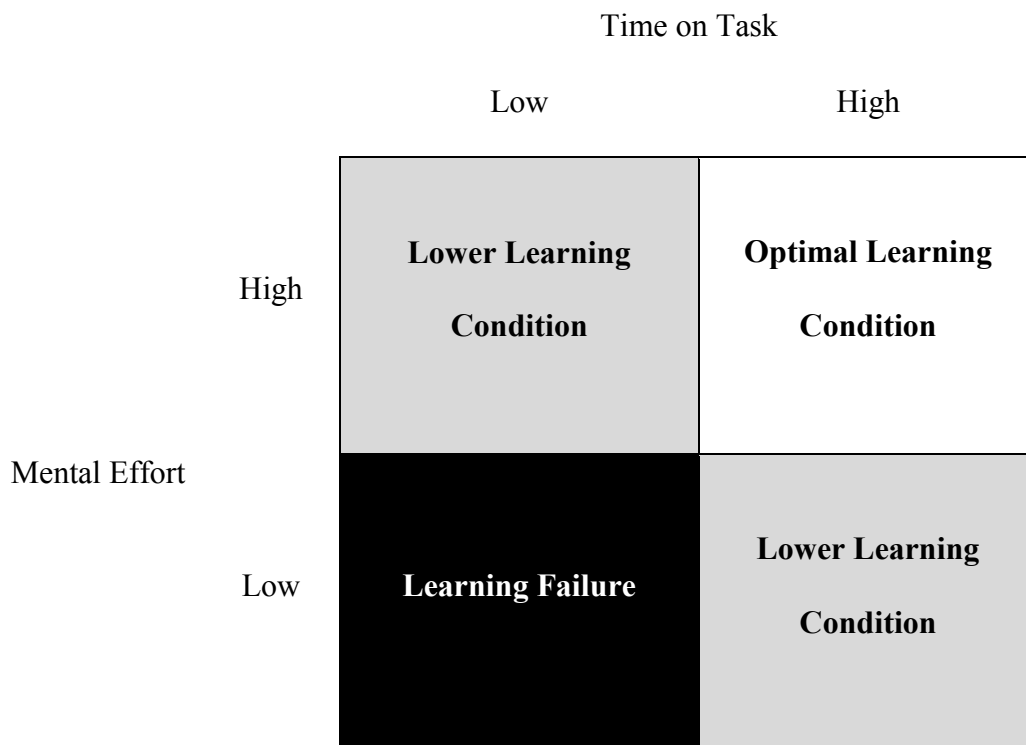 Time on Task
Low High
Lower Learning Optimal Learning
High
Condition Condition
Mental Effort
Lower Learning
Low Learning Failure
Condition